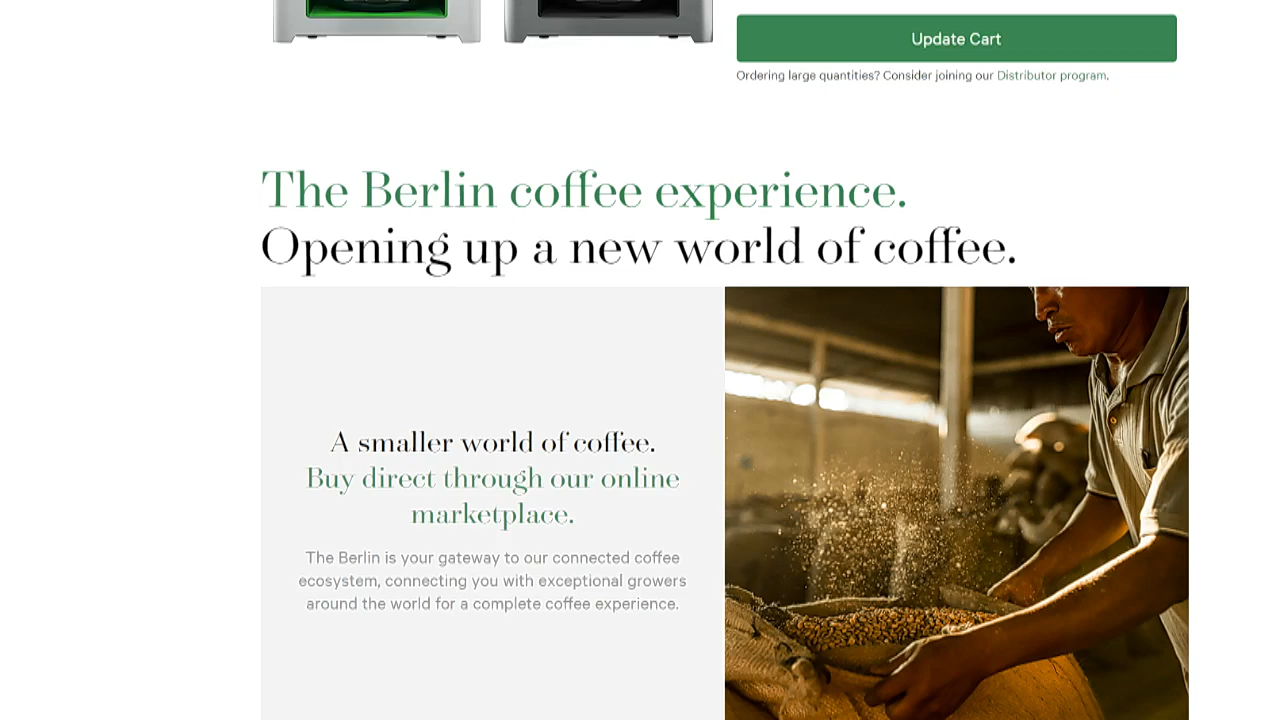 Update Cart
Ordering large quantities? Consider joining our Distributor program.
The Berlin coffee experience.
Opening up a new world of coffee.
A smaller world of coffee.
Buy direct through our online
marketplace.
The Berlin is your gateway to our connected coffee
ecosystem, connecting you with exceptional growers
around the world for a complete coffee experience.